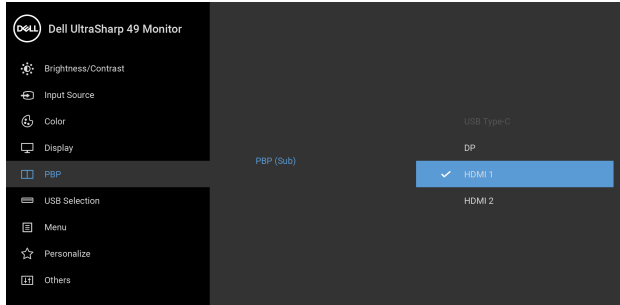 DELL Dell UltraSharp 49 Monitor
Brightness/Contrast
Input Source
Color
Display
PBP
USB Selection
Menu
Personalize
Others
PBP (Sub)
USB Type-C
DP
HDMI 1
HDMI 2